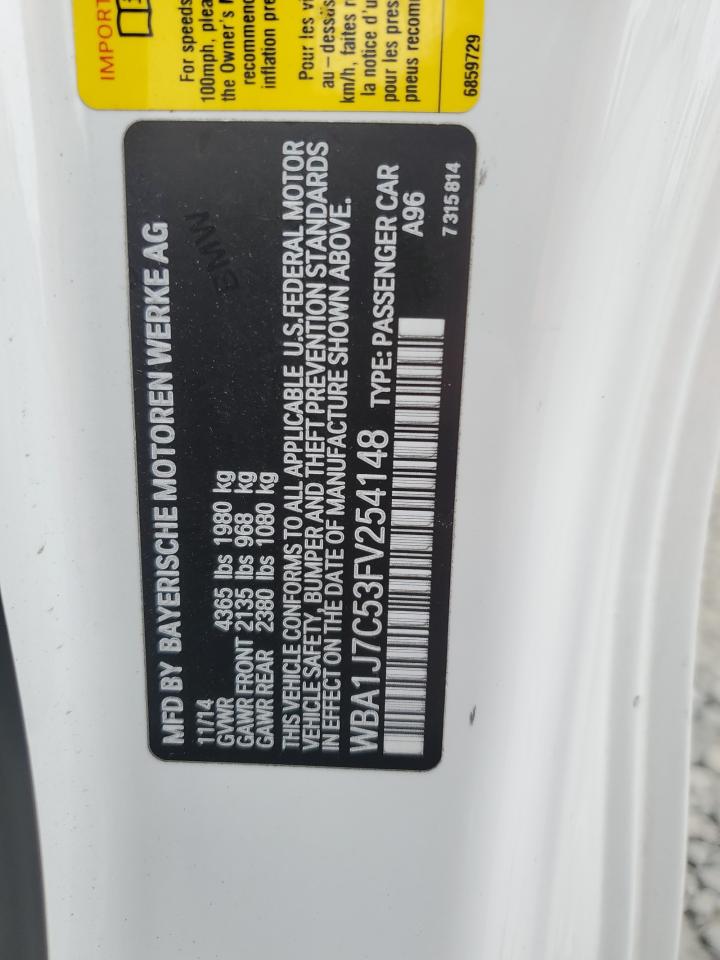 IMPORT
For speeds
100mph, plea
the Owner's M
recommend
inflation pre
Pour les vi
au-dessus
km/h, faites r
la notice d'u
pour les pres
pneus recom
6859729
MFD BY BAYERISCHE MOTOREN WERKE AG
11/14
GVWR 4365 lbs 1980 kg
GAWR FRONT 2135 lbs 968 kg
GAWR REAR 2380 lbs 1080 kg
THIS VEHICLE CONFORMS TO ALL APPLICABLE U.S.FEDERAL MOTOR
VEHICLE SAFETY, BUMPER AND THEFT PREVENTION STANDARDS
IN EFFECT ON THE DATE OF MANUFACTURE SHOWN ABOVE.
WBA1J7C53FV254148 TYPE: PASSENGER CAR
A96
7315814
BMW